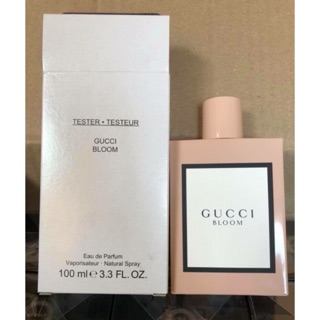 TESTER • TESTEUR
GUCCI
BLOOM
Eau de Parfum
Vaporisateur · Natural Spray
100 ml ℮ 3.3 FL. OZ.
GUCCI
BLOOM